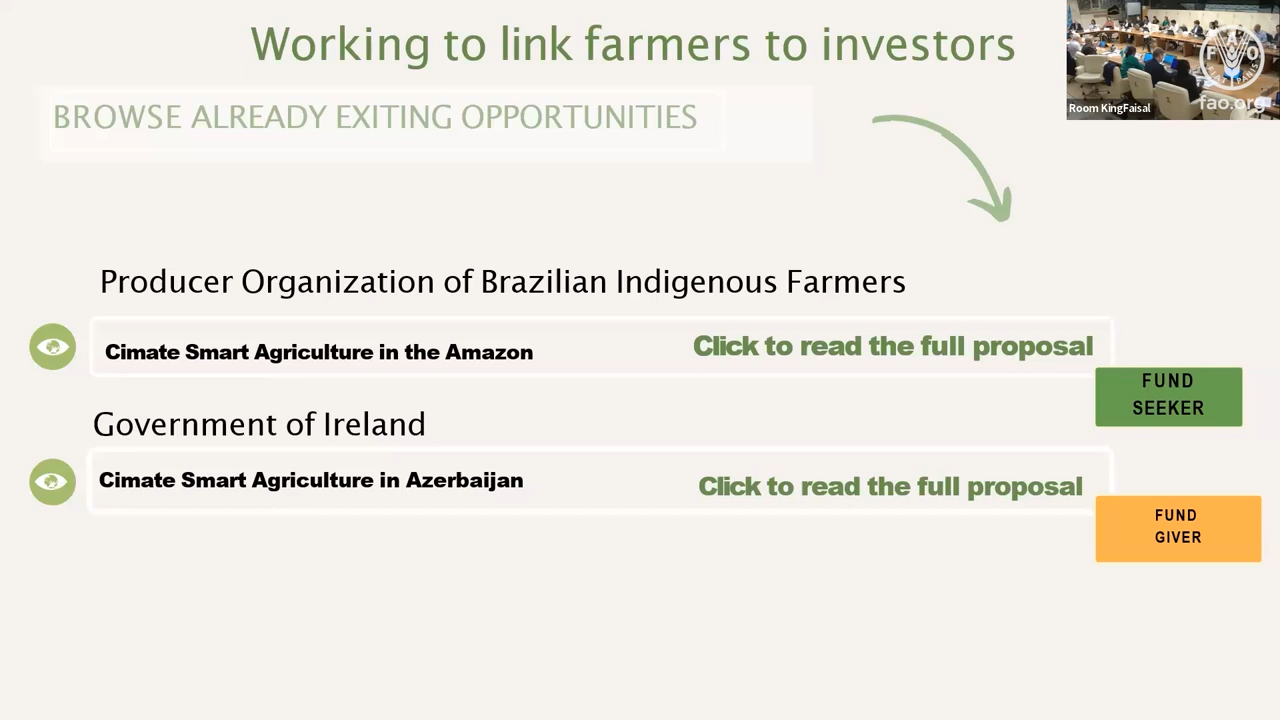 Working to link farmers to investors
BROWSE ALREADY EXITING OPPORTUNITIES
Room KingFaisal
F A O
FIAT PANIS
fao.org
Producer Organization of Brazilian Indigenous Farmers
Cimate Smart Agriculture in the Amazon
Click to read the full proposal
FUND
SEEKER
Government of Ireland
Cimate Smart Agriculture in Azerbaijan
Click to read the full proposal
FUND
GIVER